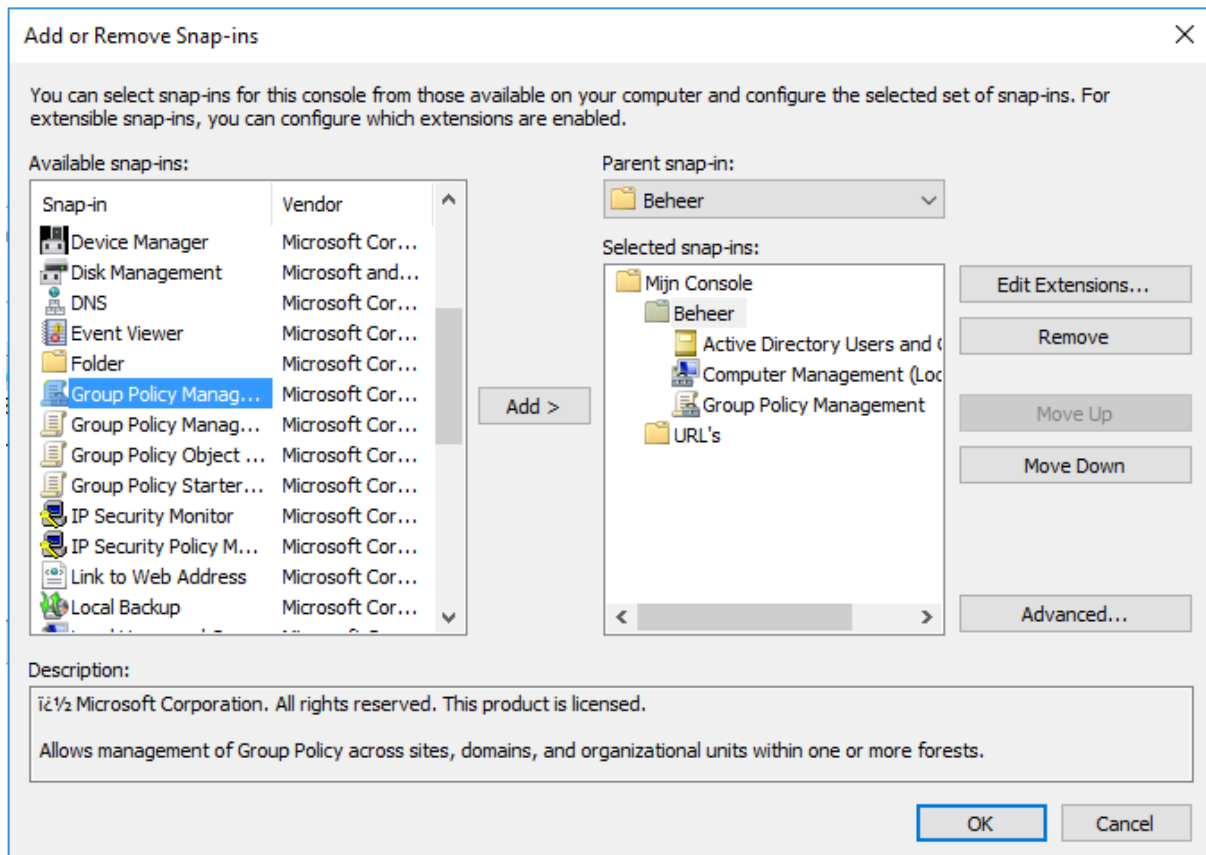 Add or Remove Snap-ins
You can select snap-ins for this console from those available on your computer and configure the selected set of snap-ins. For
extensible snap-ins, you can configure which extensions are enabled.
Available snap-ins:
Snap-in Vendor
Device Manager Microsoft Cor...
Disk Management Microsoft and...
DNS Microsoft Cor...
Event Viewer Microsoft Cor...
Folder Microsoft Cor...
Group Policy Manag... Microsoft Cor...
Group Policy Manag... Microsoft Cor...
Group Policy Object ... Microsoft Cor...
Group Policy Starter... Microsoft Cor...
IP Security Monitor Microsoft Cor...
IP Security Policy M... Microsoft Cor...
Link to Web Address Microsoft Cor...
Local Backup Microsoft Cor...
Add >
Parent snap-in:
Beheer
Selected snap-ins:
Mijn Console
Beheer
Active Directory Users and
Computer Management (Loc
Group Policy Management
URL's
Edit Extensions...
Remove
Move Up
Move Down
Advanced...
Description:
ï¿½ Microsoft Corporation. All rights reserved. This product is licensed.
Allows management of Group Policy across sites, domains, and organizational units within one or more forests.
OK
Cancel